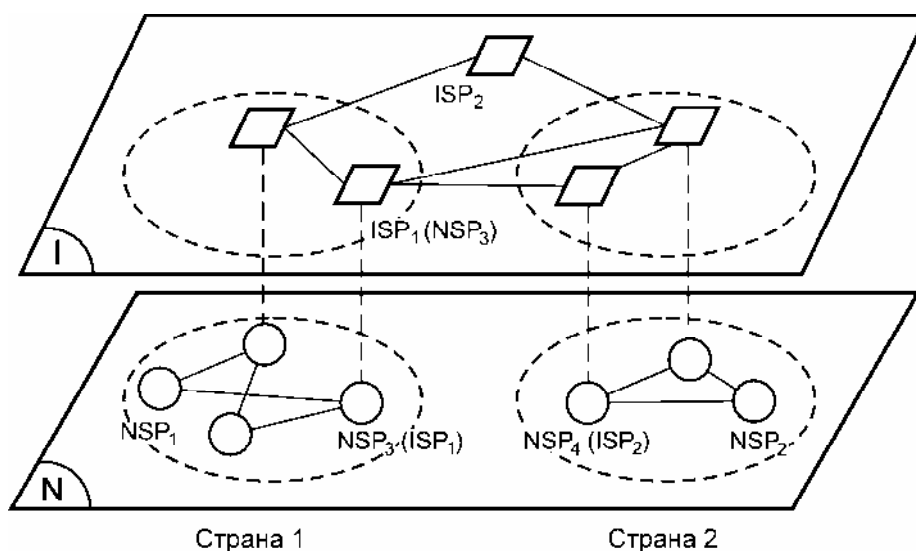 ISP₂
ISP₁ (NSP₃)
I
NSP₁
NSP₃ (ISP₁)
NSP₄ (ISP₂)
NSP₂
N
Страна 1
Страна 2